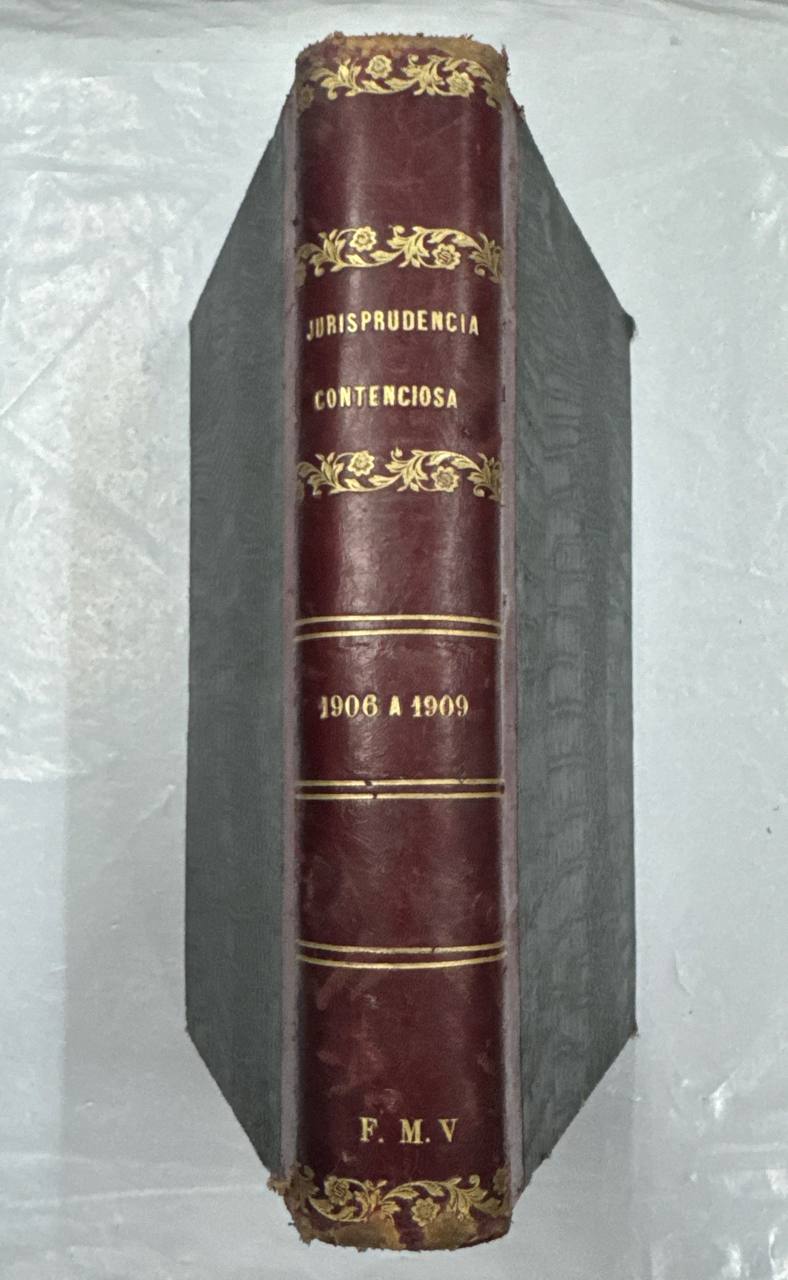 JURISPRUDENCIA
CONTENCIOSA
1906 A 1909
F. M. V